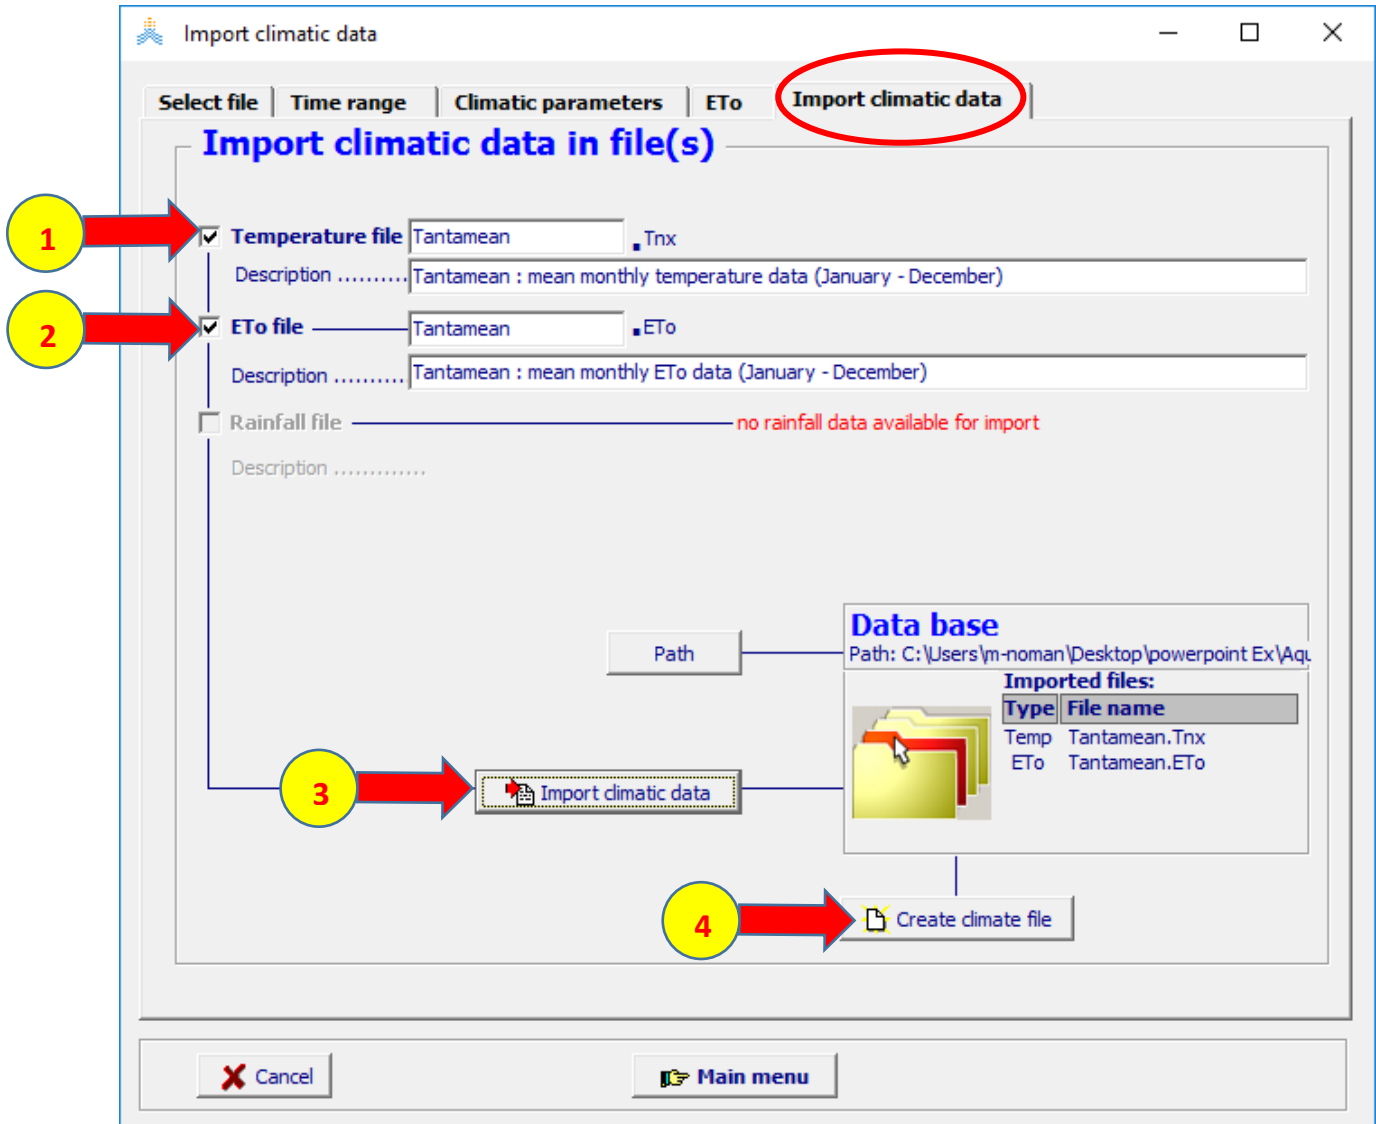 Import climatic data
Select file Time range Climatic parameters ETo Import climatic data
Import climatic data in file(s)
1
Temperature file Tantamean .Tnx
Description .......... Tantamean : mean monthly temperature data (January - December)
2
ETo file Tantamean .ETo
Description .......... Tantamean : mean monthly ETo data (January - December)
Rainfall file no rainfall data available for import
Description .............
Data base
Path
Path: C:\Users\m-noman\Desktop\powerpoint Ex\Aqu
Imported files:
Type File name
Temp Tantamean.Tnx
ETo Tantamean.ETo
3
Import climatic data
4
Create climate file
Cancel
Main menu